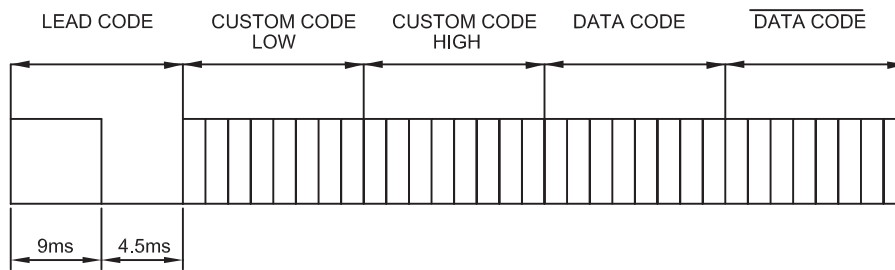 LEAD CODE
CUSTOM CODE
LOW
CUSTOM CODE
HIGH
DATA CODE
DATA CODE
9ms
4.5ms